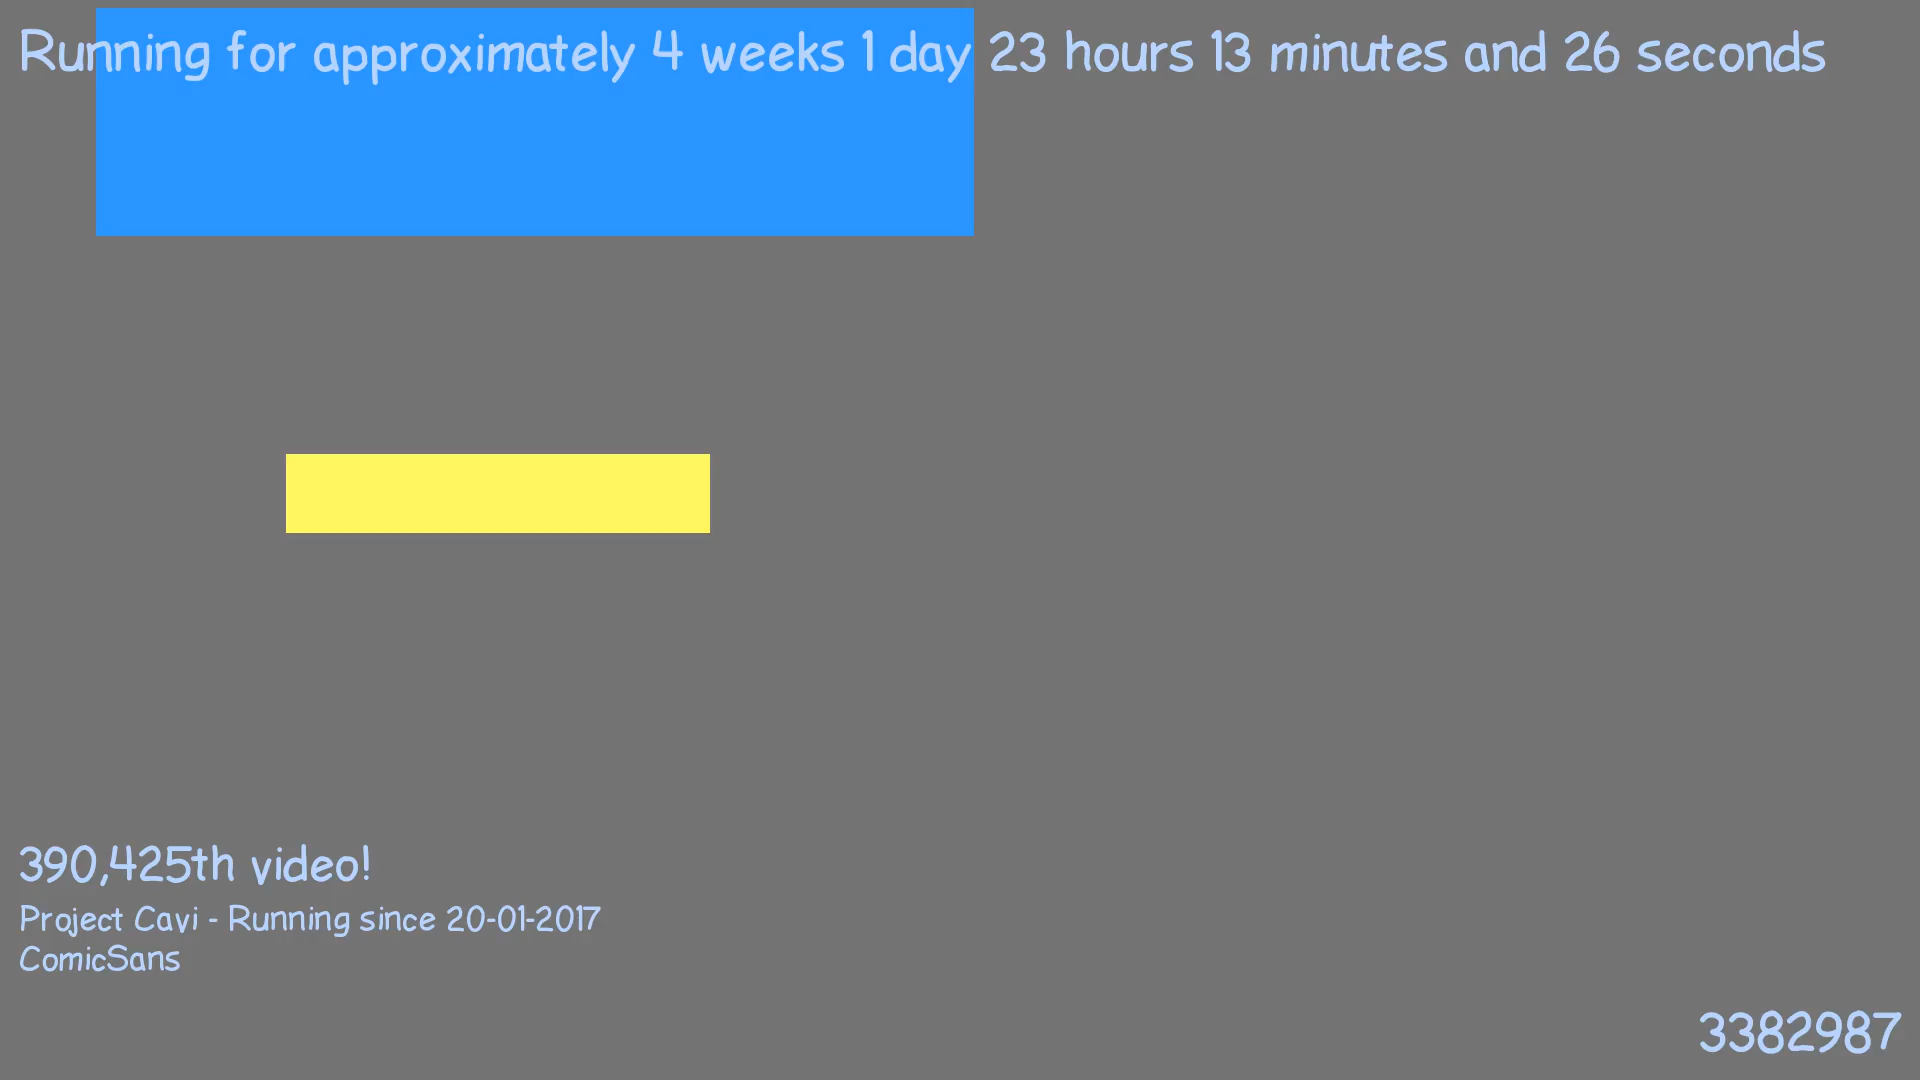 Running for approximately 4 weeks 1 day 23 hours 13 minutes and 26 seconds
390,425th video!
Project Cavi - Running since 20-01-2017
ComicSans
3382987